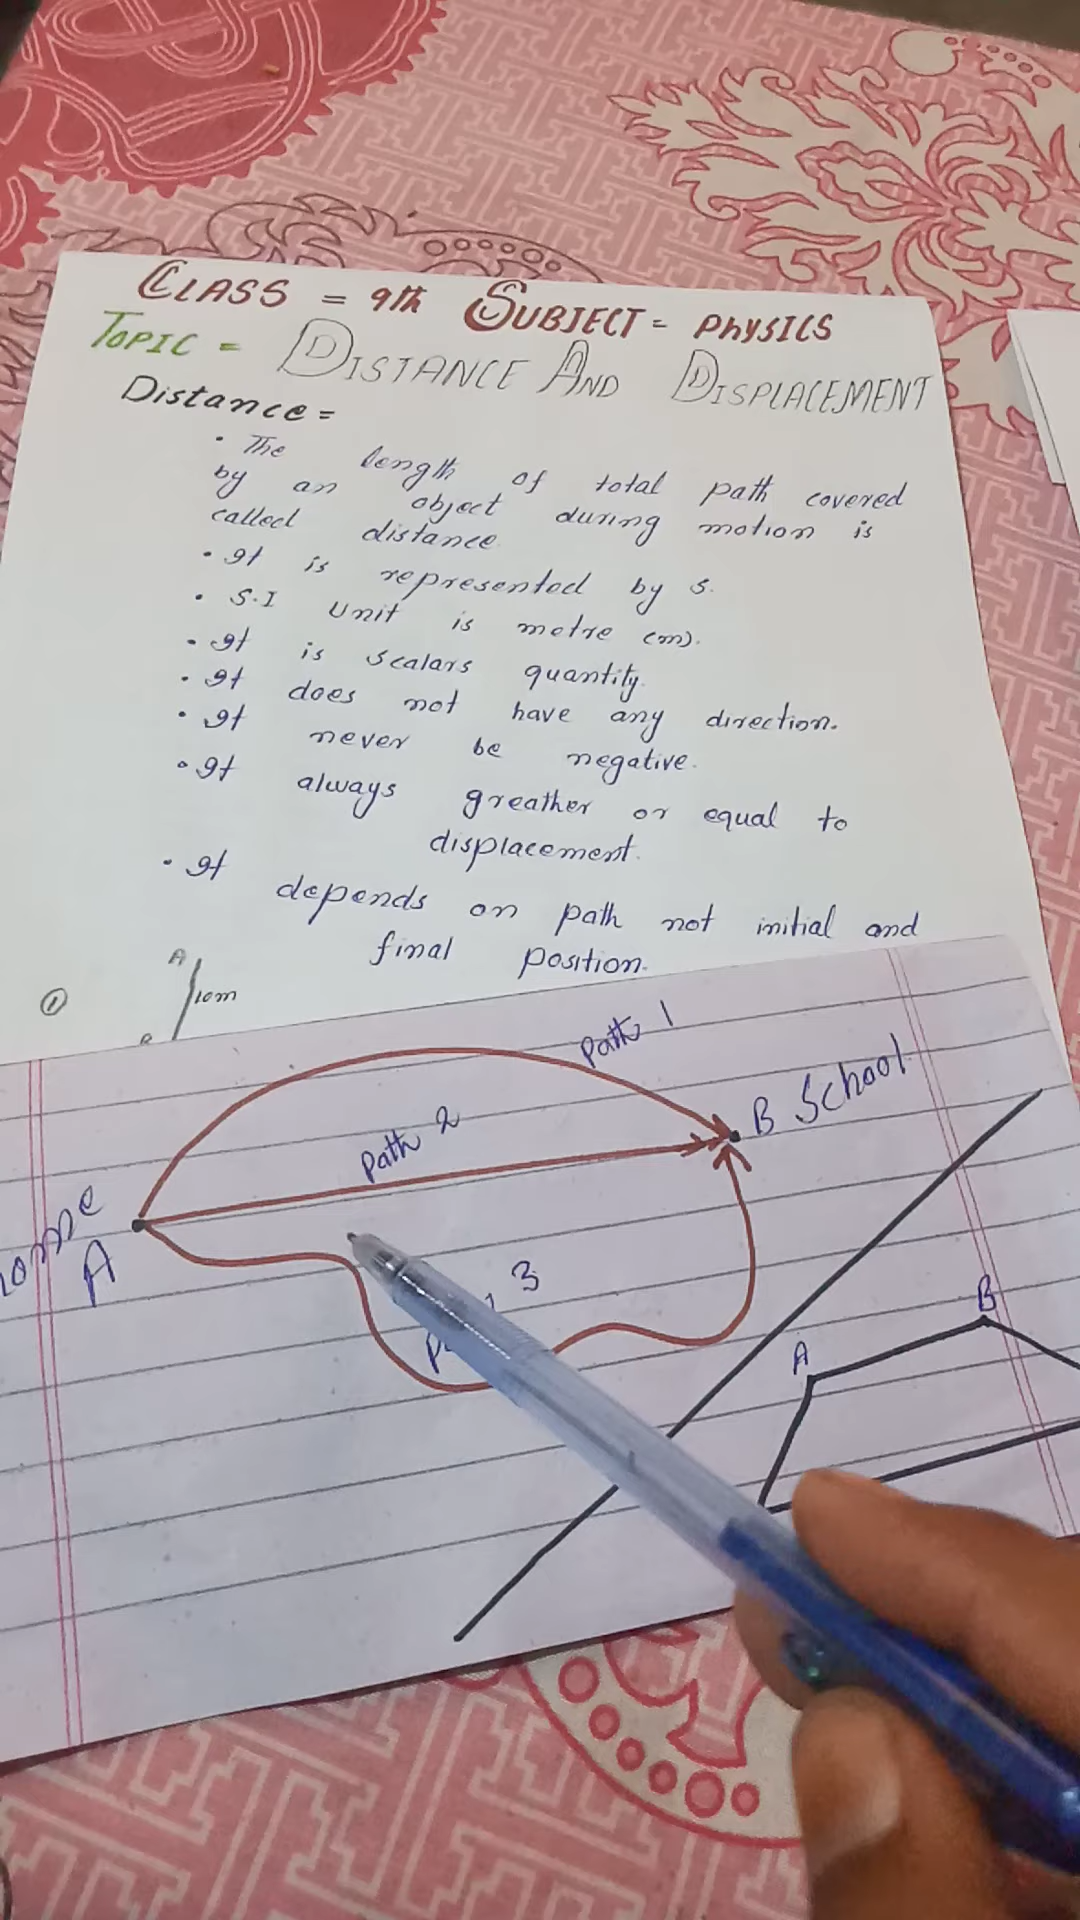 CLASS = 9th SUBJECT = PHYSICS
TOPIC = DISTANCE AND DISPLACEMENT
Distance =
• The length of total path covered
by an object during motion is
called distance.
• It is represented by s.
• S.I Unit is metre (m).
• It is scalars quantity.
• It does not have any direction.
• It never be negative.
• It always greather or equal to
displacement.
• It depends on path not initial and
final position.
① A
10m
B
Path 1
Path 2
B School
A
3
A
B